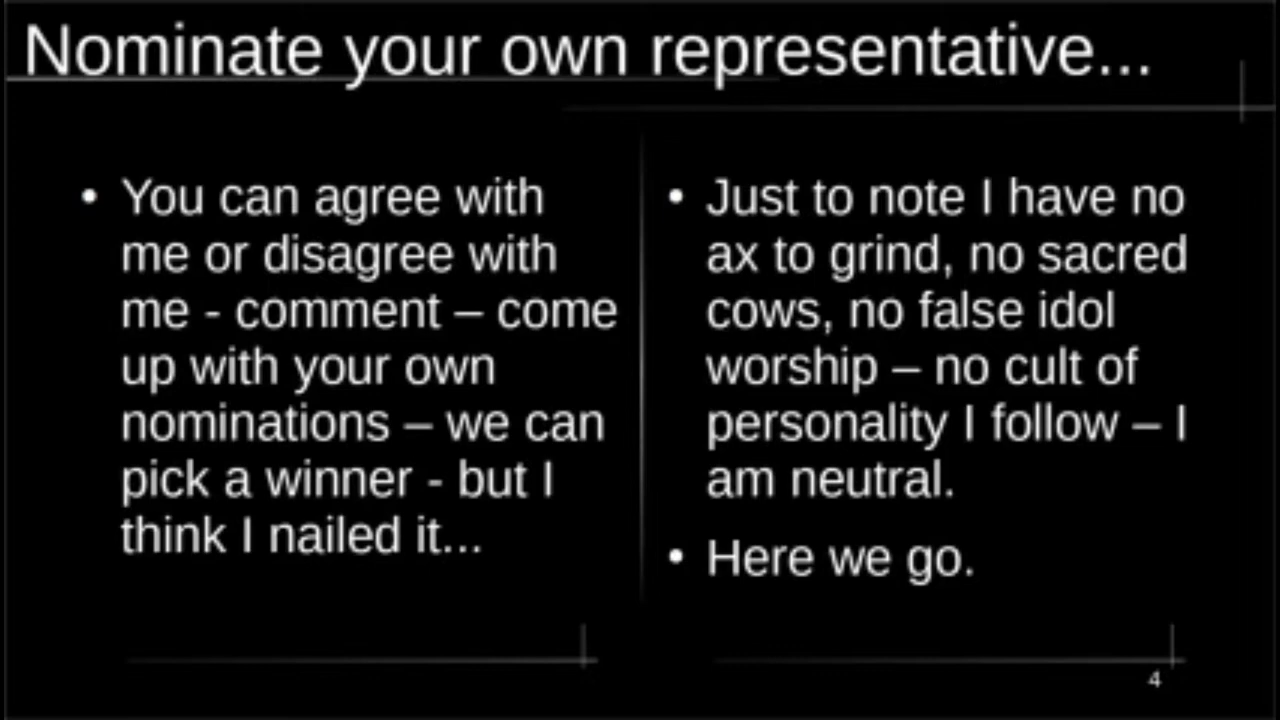 Nominate your own representative...
• You can agree with
me or disagree with
me - comment – come
up with your own
nominations – we can
pick a winner - but I
think I nailed it...
• Just to note I have no
ax to grind, no sacred
cows, no false idol
worship – no cult of
personality I follow – I
am neutral.
• Here we go.
4